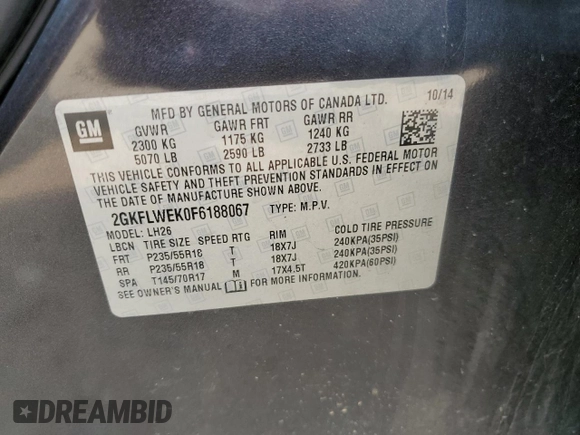 MFD BY GENERAL MOTORS OF CANADA LTD. 10/14
GM
GVWR GAWR FRT GAWR RR
2300 KG 1175 KG 1240 KG
5070 LB 2590 LB 2733 LB
THIS VEHICLE CONFORMS TO ALL APPLICABLE U.S. FEDERAL MOTOR
VEHICLE SAFETY AND THEFT PREVENTION STANDARDS IN EFFECT ON
THE DATE OF MANUFACTURE SHOWN ABOVE.
2GKFLWEK0F6188067 TYPE: M.P.V.
MODEL: LH26
LBCN TIRE SIZE SPEED RTG RIM COLD TIRE PRESSURE
FRT P235/55R18 T 18X7J 240KPA(35PSI)
RR P235/55R18 T 18X7J 240KPA(35PSI)
SPA T145/70R17 M 17X4.5T 420KPA(60PSI)
SEE OWNER'S MANUAL FOR MORE INFORMATION.
DREAMBID